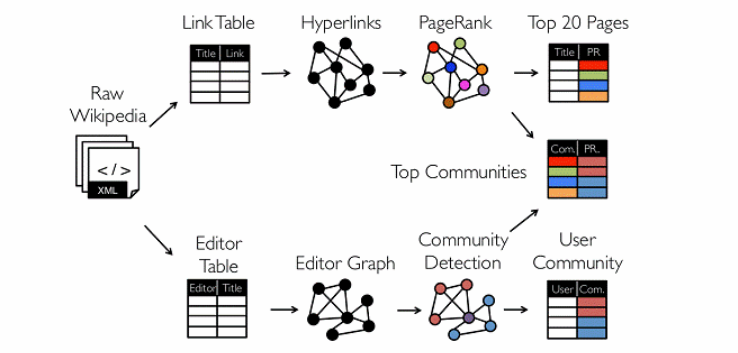 Link Table
Hyperlinks
PageRank
Top 20 Pages
Title Link
Title PR
Raw
Wikipedia
< / >
XML
Top Communities
Com. PR..
Editor
Table
Editor Title
Editor Graph
Community
Detection
User
Community
User Com.